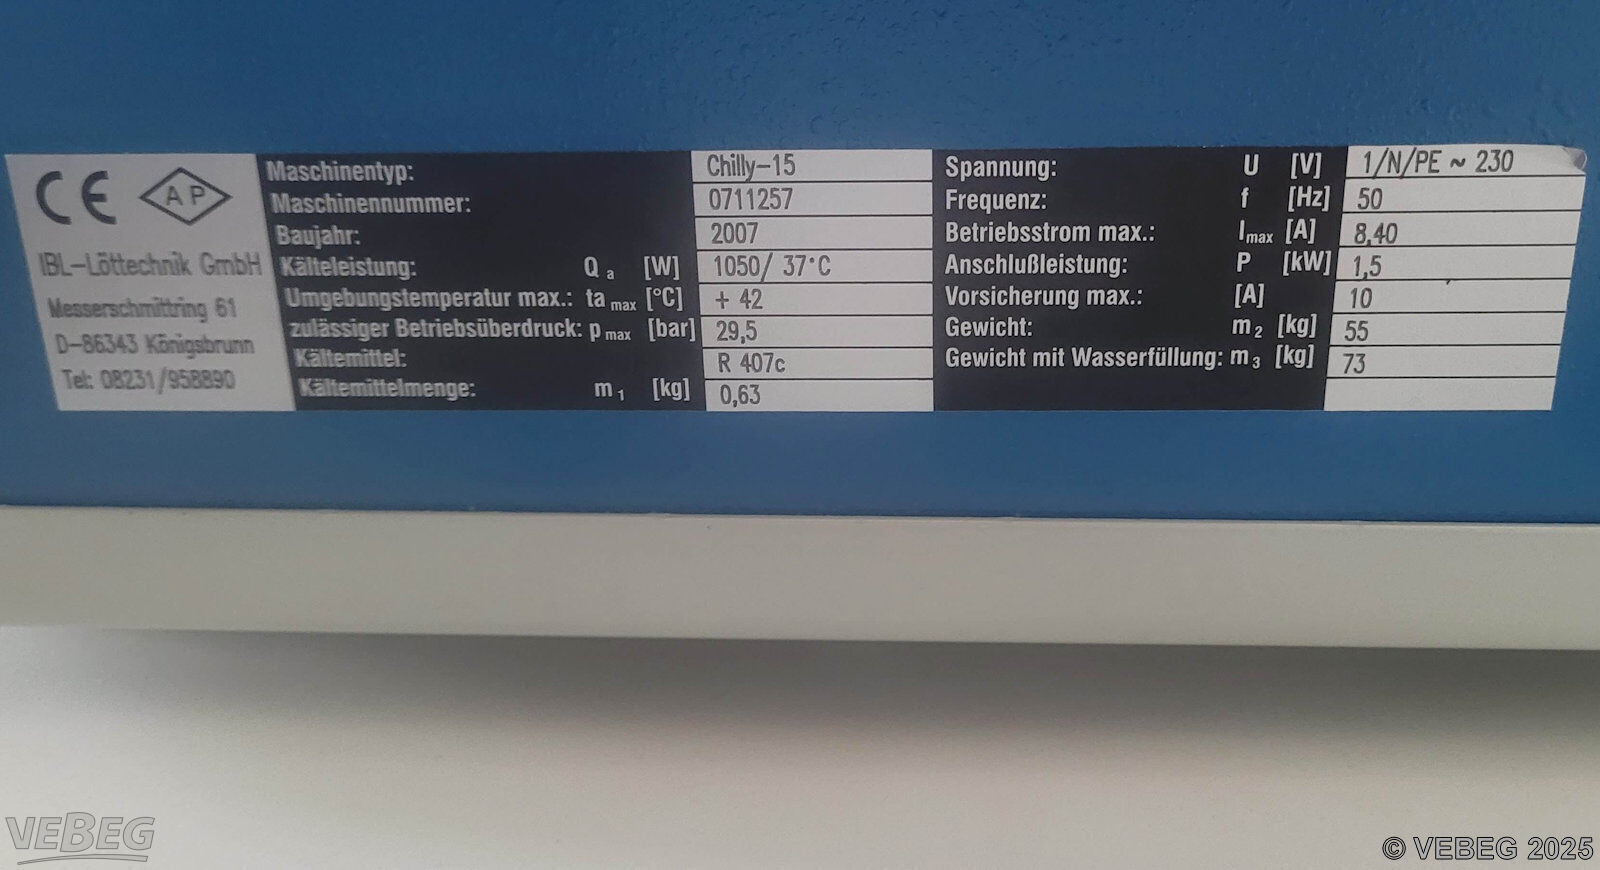 CE AP
IBL-Löttechnik GmbH
Messerschmittring 61
D-86343 Königsbrunn
Tel: 08231/958890
Maschinentyp: Chilly-15
Maschinennummer: 0711257
Baujahr: 2007
Kälteleistung: Q a [W] 1050/ 37°C
Umgebungstemperatur max.: ta max [°C] + 42
zulässiger Betriebsüberdruck: p max [bar] 29,5
Kältemittel: R 407c
Kältemittelmenge: m 1 [kg] 0,63
Spannung: U [V] 1/N/PE ~ 230
Frequenz: f [Hz] 50
Betriebsstrom max.: I max [A] 8,40
Anschlußleistung: P [kW] 1,5
Vorsicherung max.: [A] 10
Gewicht: m 2 [kg] 55
Gewicht mit Wasserfüllung: m 3 [kg] 73
VEBEG
© VEBEG 2025